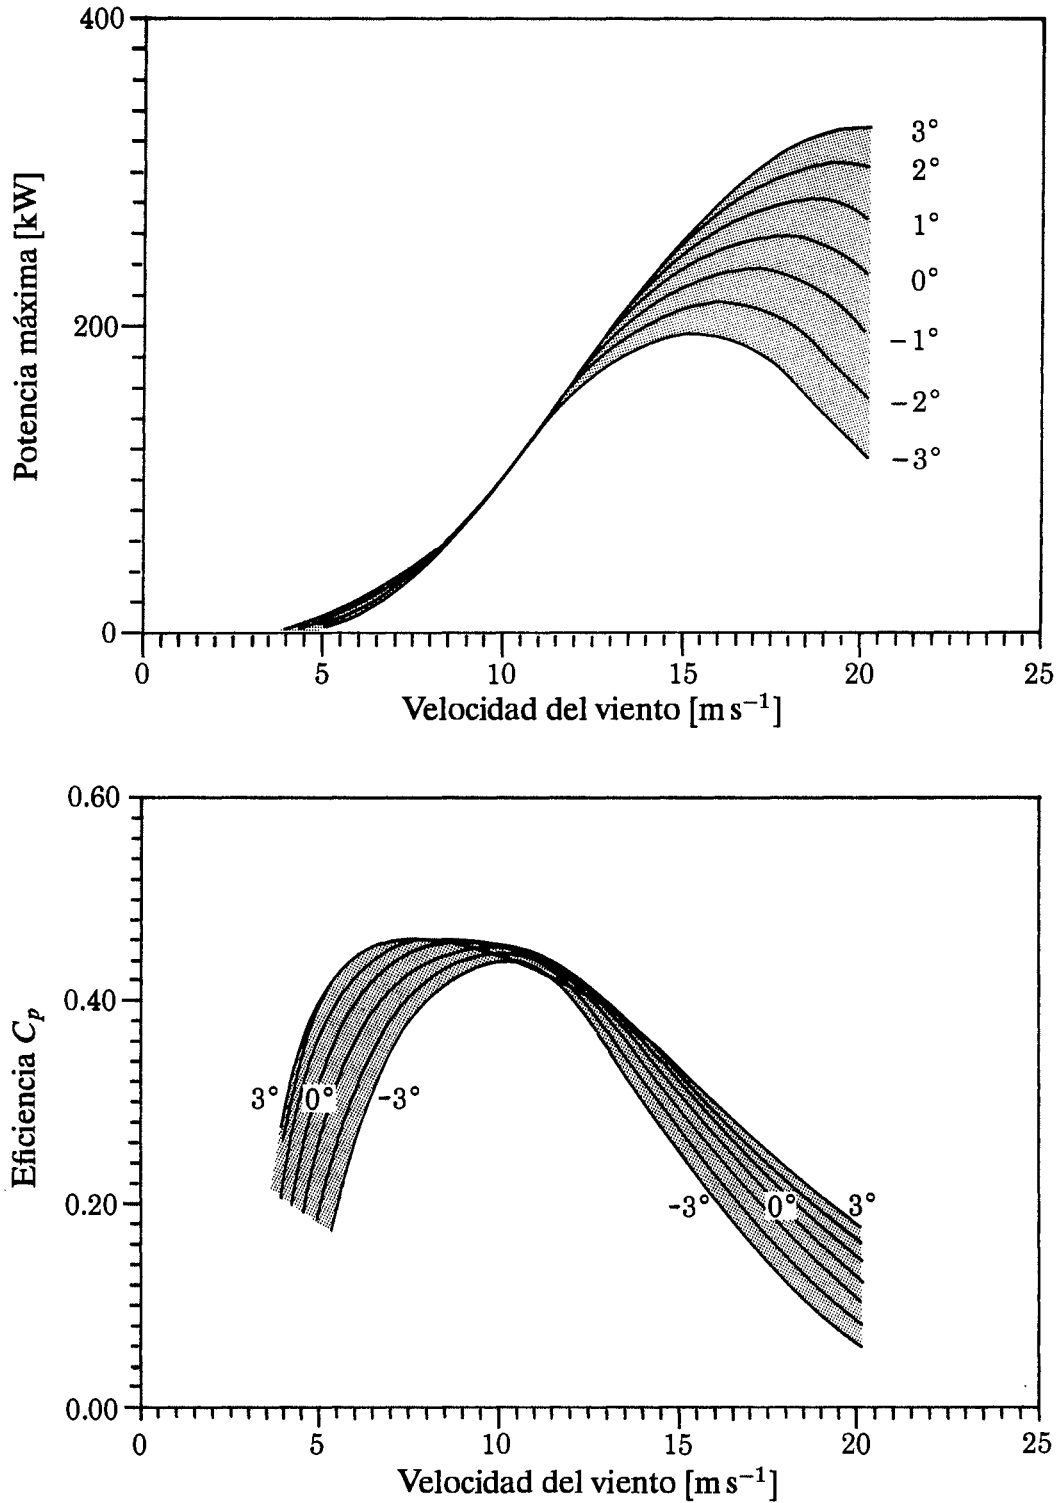 400
3°
2°
1°
0°
−1°
−2°
−3°
200
0
Potencia máxima [kW]
0 5 10 15 20 25
Velocidad del viento [m s⁻¹]
0.60
0.40
3° 0° -3°
0.20
-3° 0° 3°
0.00
Eficiencia Cₚ
0 5 10 15 20 25
Velocidad del viento [m s⁻¹]